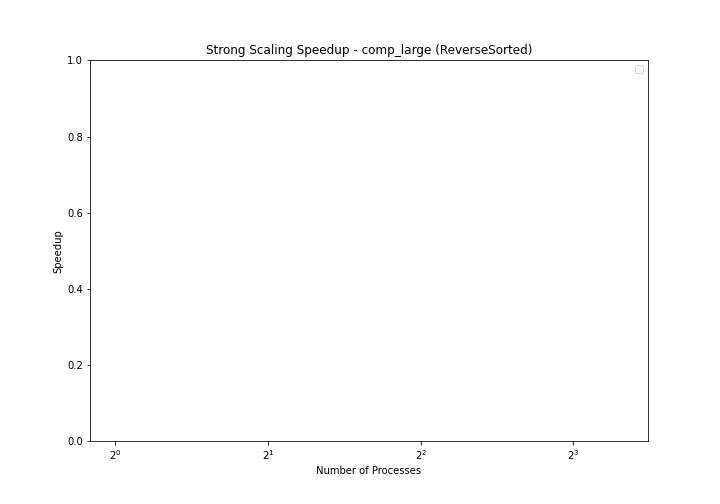 Strong Scaling Speedup - comp_large (ReverseSorted)
1.0
0.8
0.6
0.4
0.2
0.0
Speedup
2⁰ 2¹ 2² 2³
Number of Processes